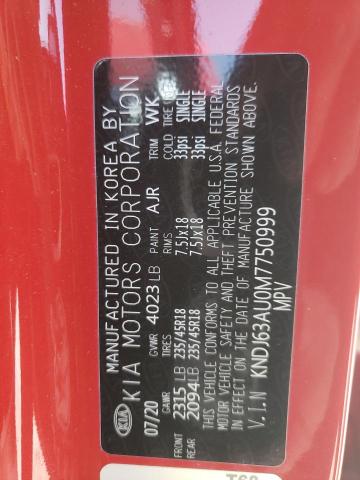 MANUFACTURED IN KOREA BY
KIA KIA MOTORS CORPORATION
07/20 GVWR 4023 LB PAINT AJR TRIM WK
GAWR TIRES RIMS COLD TIRE
FRONT 2315 LB 235/45R18 7.5Jx18 33psi SINGLE
REAR 2094 LB 235/45R18 7.5Jx18 33psi SINGLE
THIS VEHICLE CONFORMS TO ALL APPLICABLE U.S.A. FEDERAL
MOTOR VEHICLE SAFETY AND THEFT PREVENTION STANDARDS
IN EFFECT ON THE DATE OF MANUFACTURE SHOWN ABOVE.
V.I.N KNDJ63AU0M7750999
MPV